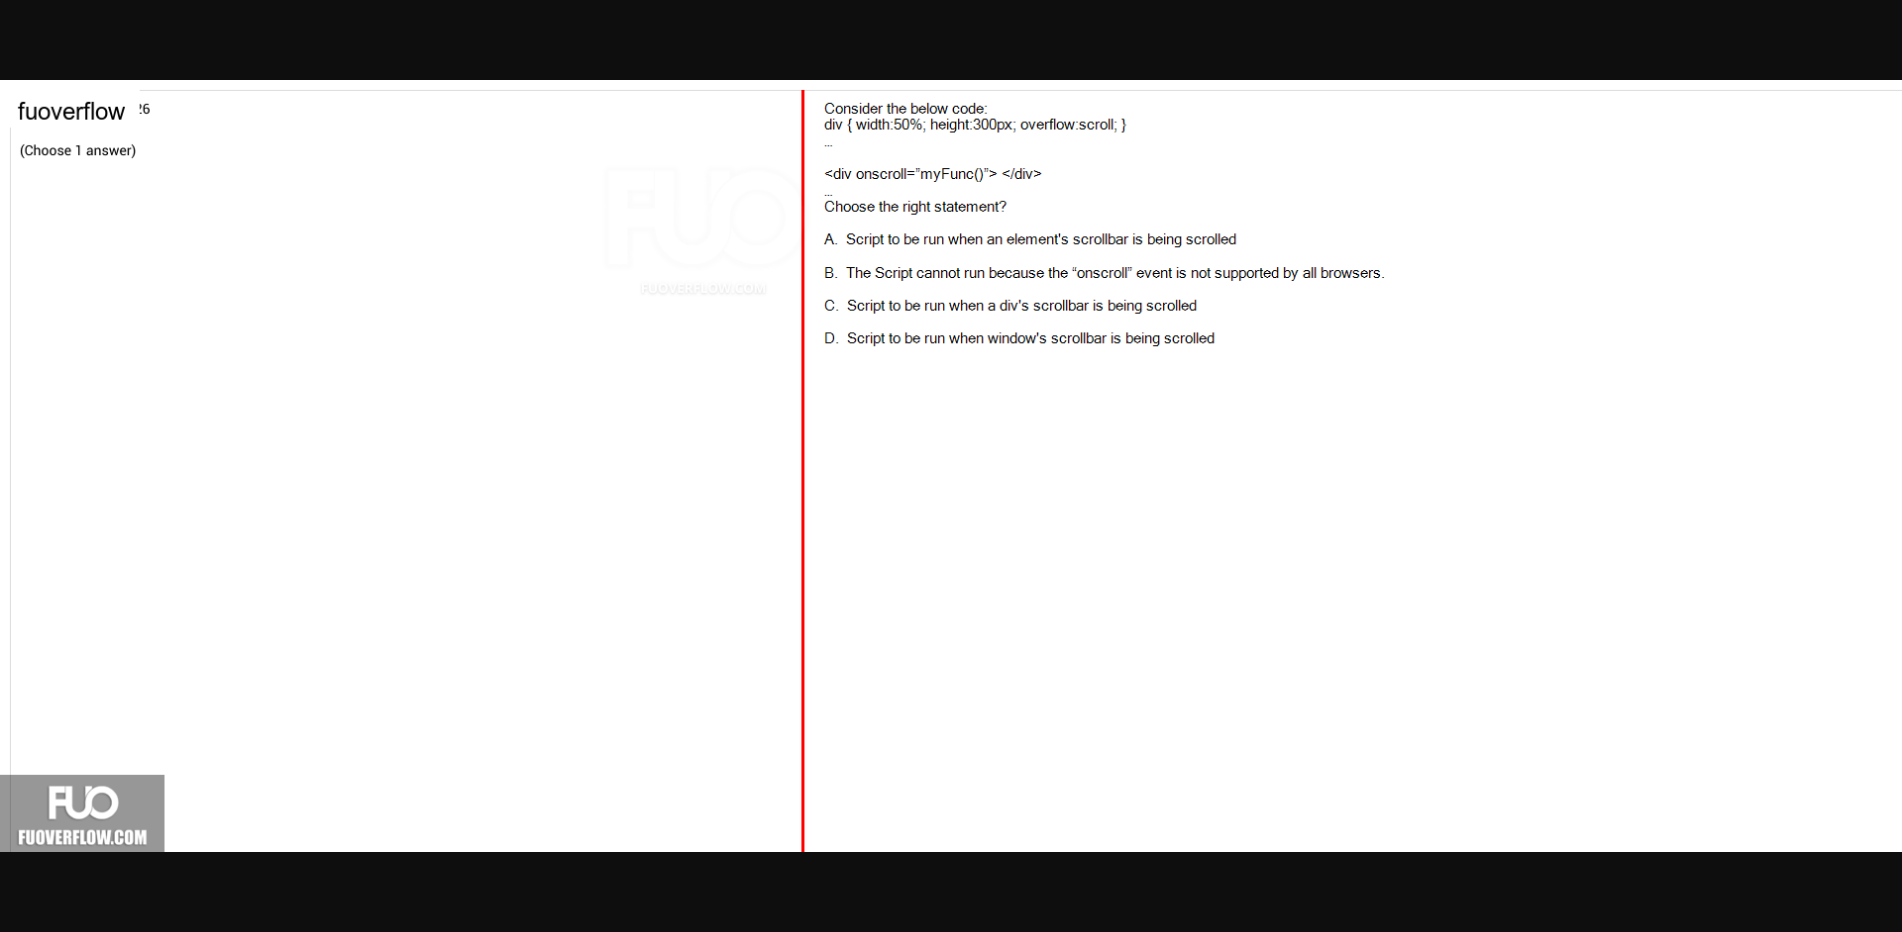 fuoverflow
26
(Choose 1 answer)
FUO
FUOVERFLOW.COM
Consider the below code:
div { width:50%; height:300px; overflow:scroll; }
...
<div onscroll=”myFunc()”> </div>
...
Choose the right statement?
A. Script to be run when an element's scrollbar is being scrolled
B. The Script cannot run because the “onscroll” event is not supported by all browsers.
C. Script to be run when a div's scrollbar is being scrolled
D. Script to be run when window's scrollbar is being scrolled
FUO
FUOVERFLOW.COM